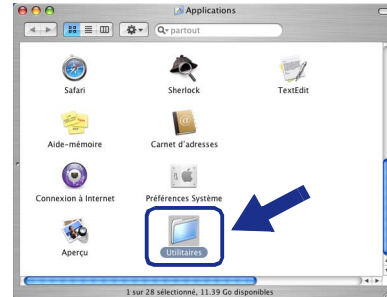 Applications
partout
Safari
Sherlock
TextEdit
Aide-mémoire
Carnet d'adresses
Connexion à Internet
Préférences Système
Aperçu
Utilitaires
1 sur 28 sélectionné, 11.39 Go disponibles